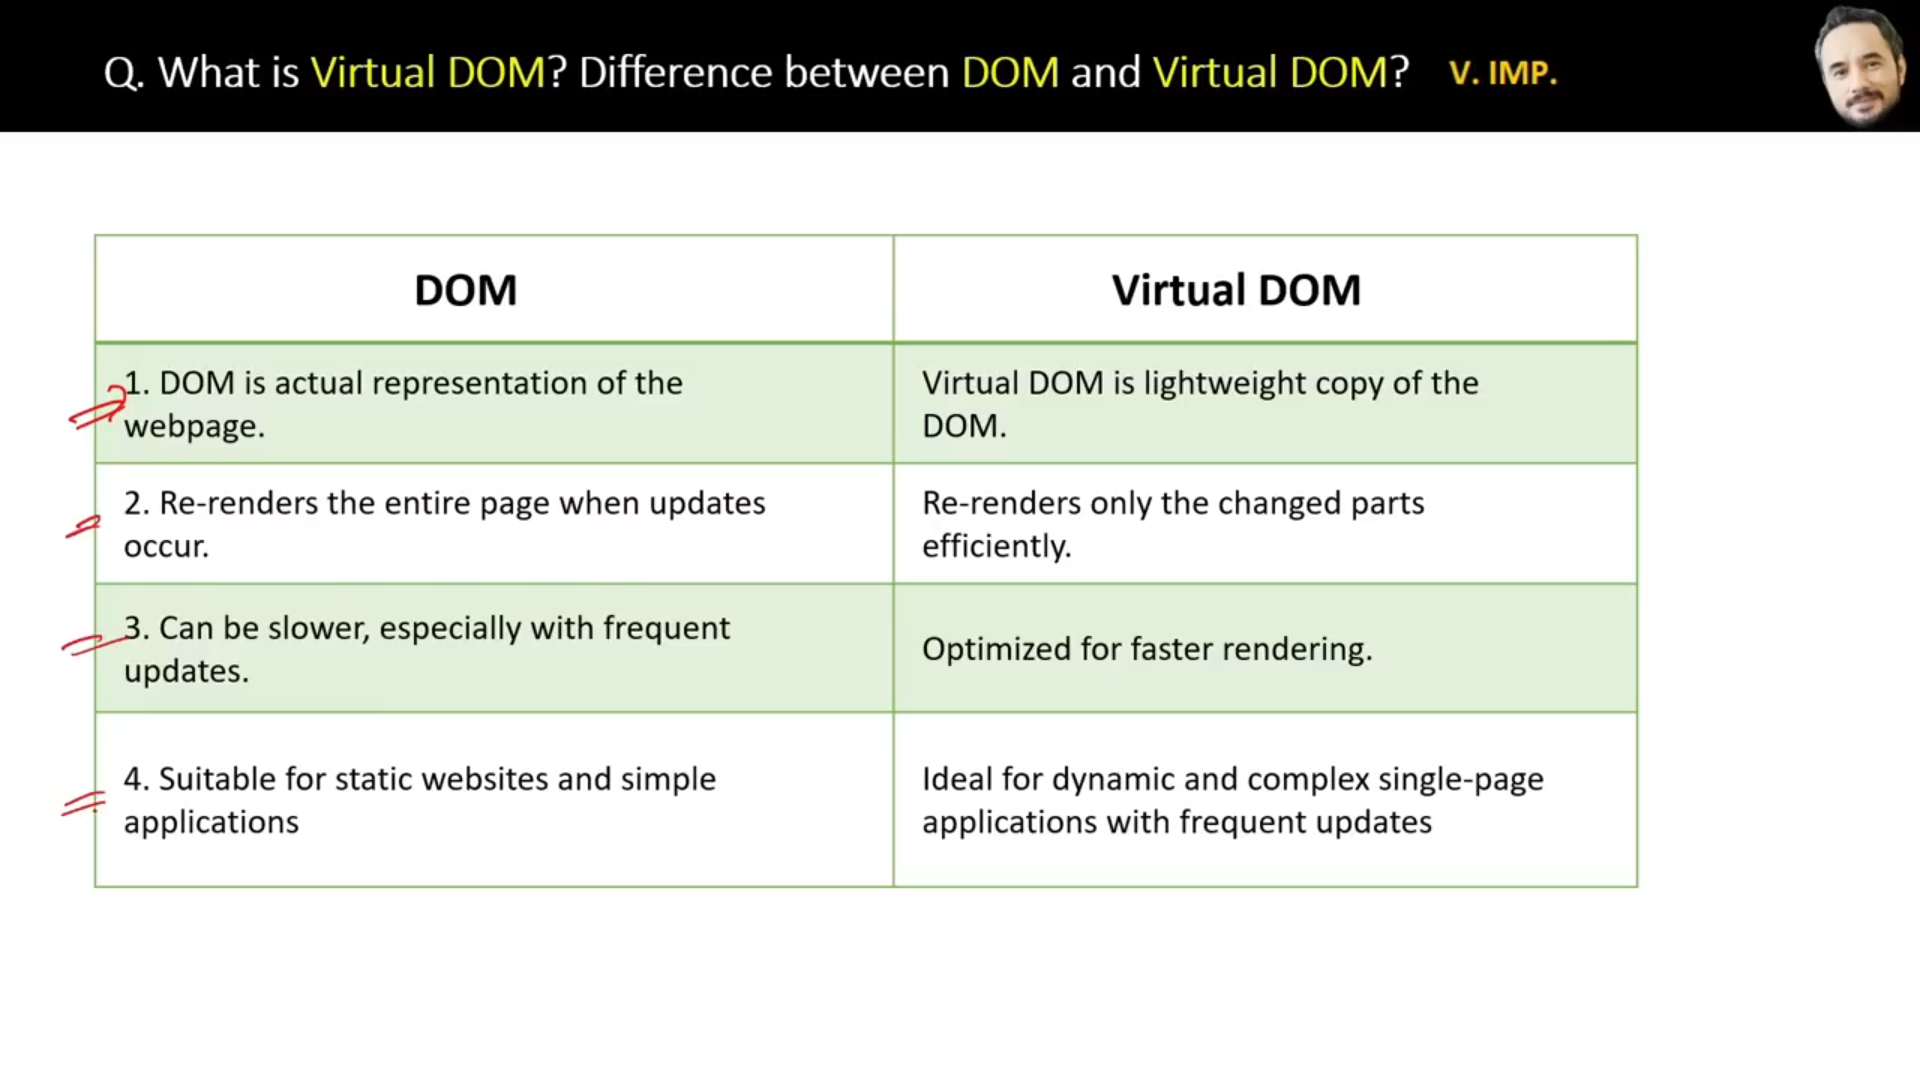 Q. What is Virtual DOM? Difference between DOM and Virtual DOM? V. IMP.
DOM
Virtual DOM
1. DOM is actual representation of the
webpage.
Virtual DOM is lightweight copy of the
DOM.
2. Re-renders the entire page when updates
occur.
Re-renders only the changed parts
efficiently.
3. Can be slower, especially with frequent
updates.
Optimized for faster rendering.
4. Suitable for static websites and simple
applications
Ideal for dynamic and complex single-page
applications with frequent updates